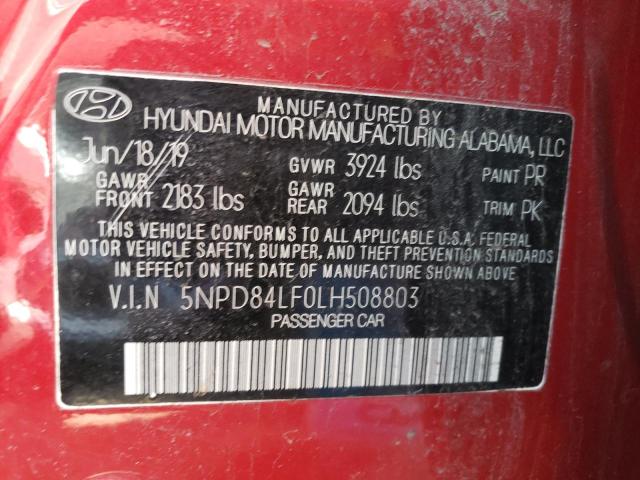 MANUFACTURED BY
HYUNDAI MOTOR MANUFACTURING ALABAMA, LLC
Jun/18/19 GVWR 3924 lbs PAINT PR
GAWR FRONT 2183 lbs GAWR REAR 2094 lbs TRIM PK
THIS VEHICLE CONFORMS TO ALL APPLICABLE U.S.A. FEDERAL
MOTOR VEHICLE SAFETY, BUMPER, AND THEFT PREVENTION STANDARDS
IN EFFECT ON THE DATE OF MANUFACTURE SHOWN ABOVE.
V.I.N 5NPD84LF0LH508803
PASSENGER CAR